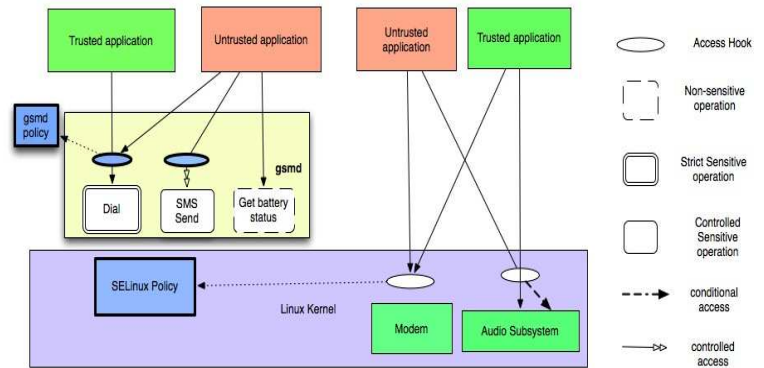 Trusted application
Untrusted application
Untrusted
application
Trusted application
Access Hook
Non-sensitive
operation
gsmd
policy
gsmd
Strict Sensitive
operation
Dial
SMS
Send
Get battery
status
Controlled
Sensitive
operation
SELinux Policy
Linux Kernel
Modem
Audio Subsystem
conditional
access
controlled
access